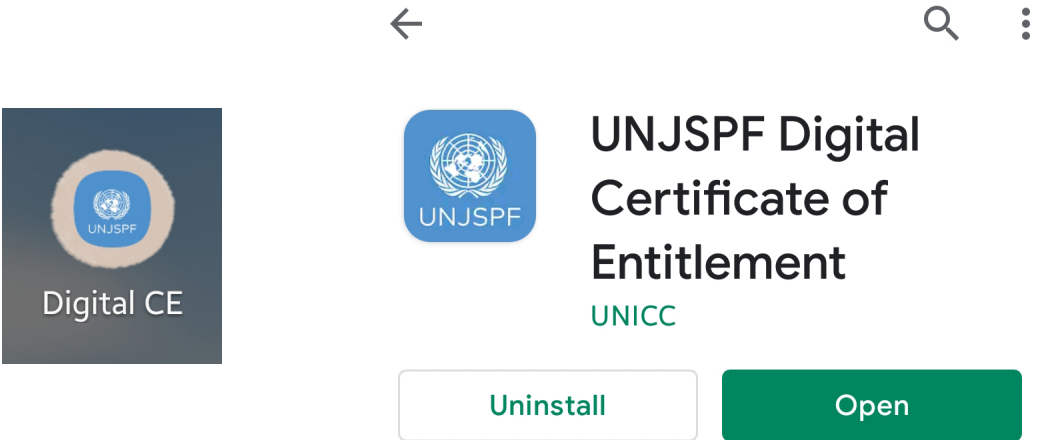 UNJSPF
Digital CE
UNJSPF
UNJSPF Digital
Certificate of
Entitlement
UNICC
Uninstall
Open